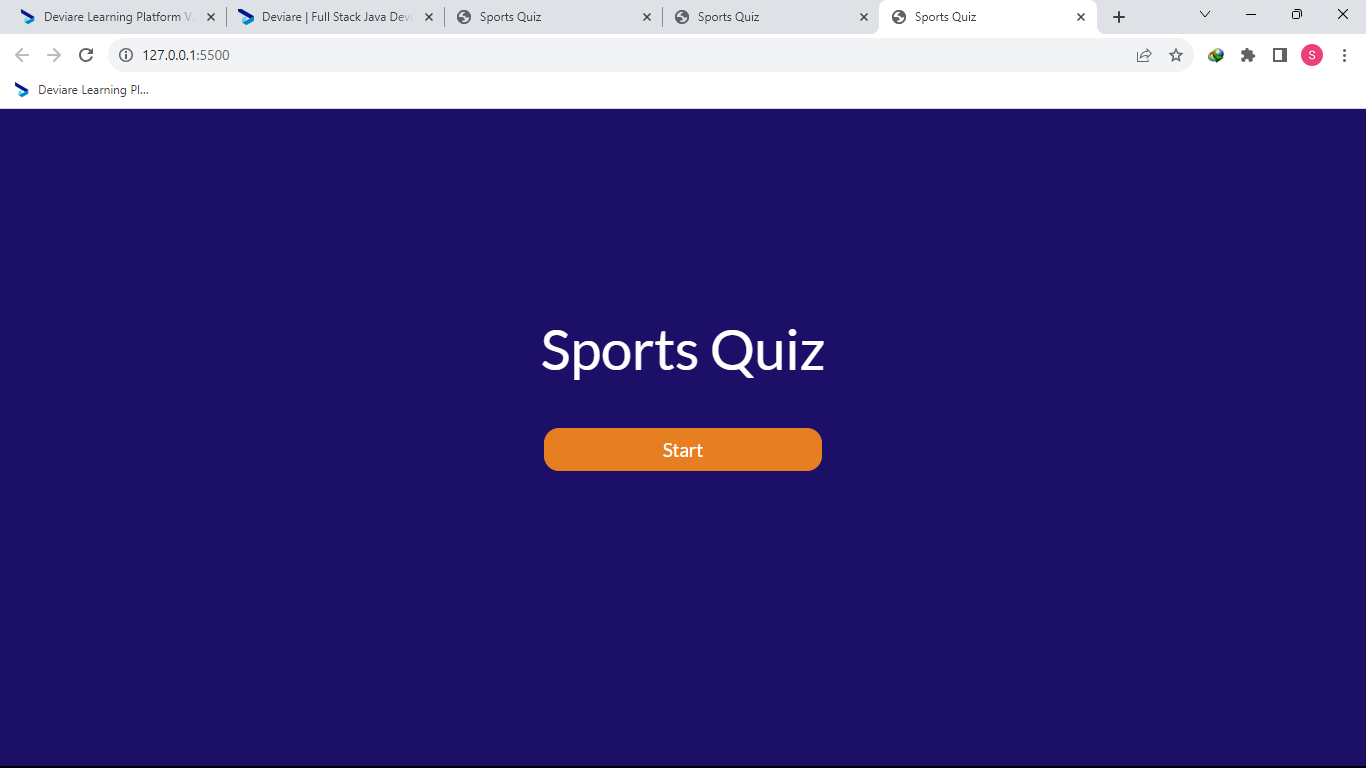 Deviare Learning Platform V
Deviare | Full Stack Java Dev
Sports Quiz
Sports Quiz
Sports Quiz
127.0.0.1:5500
S
Deviare Learning Pl...
Sports Quiz
Start